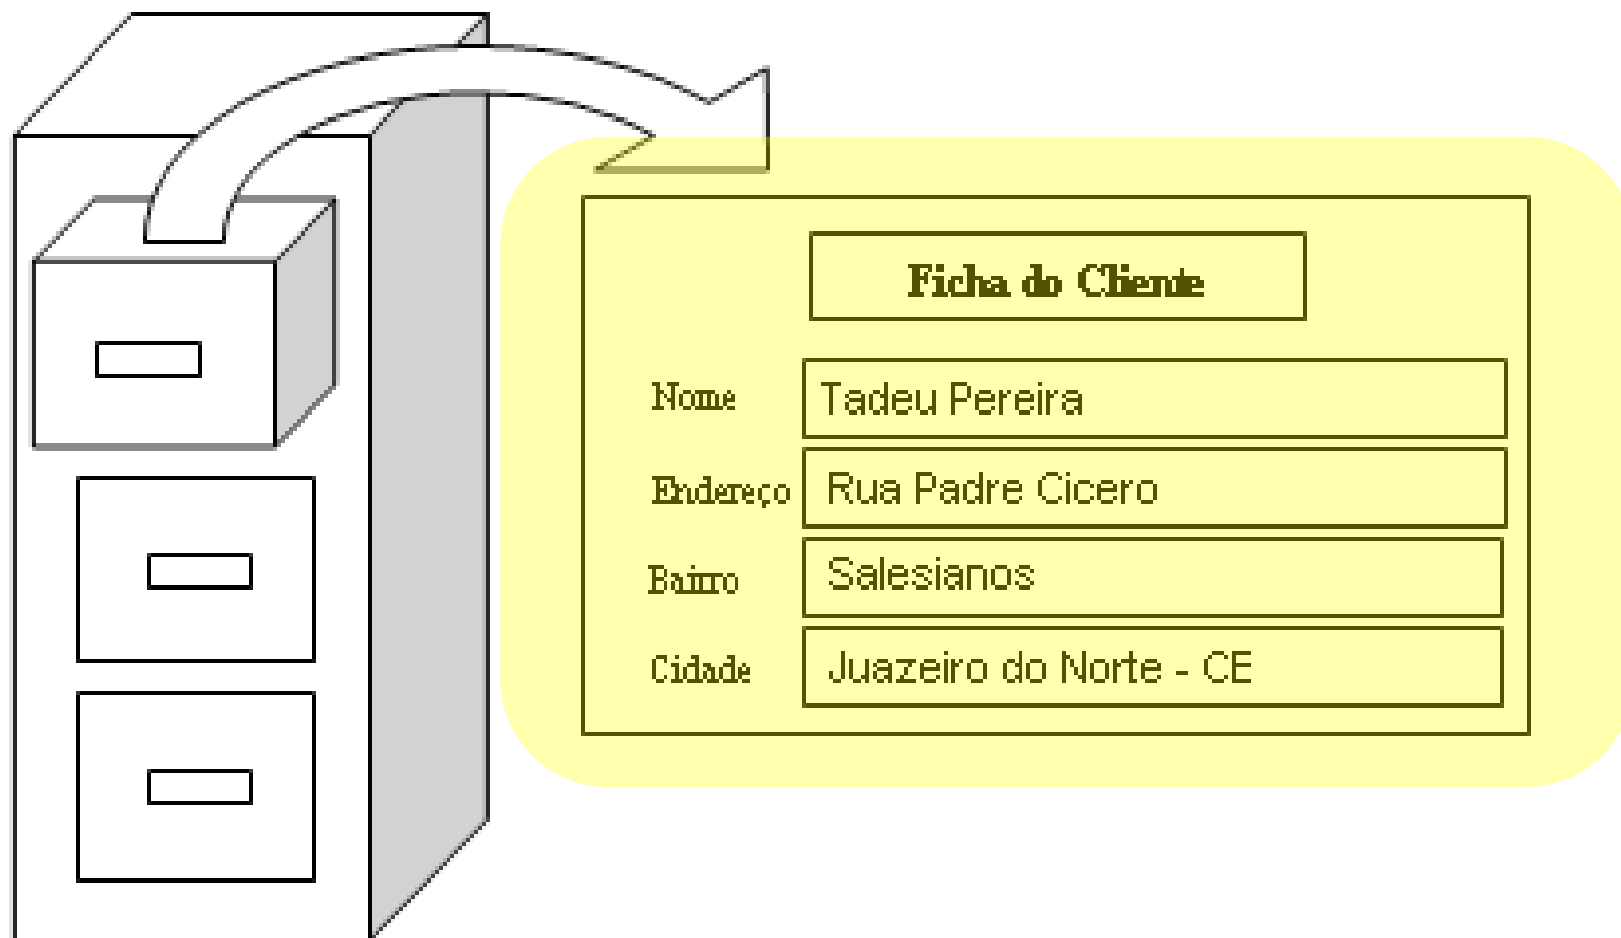 Ficha do Cliente
Nome Tadeu Pereira
Endereço Rua Padre Cicero
Bairro Salesianos
Cidade Juazeiro do Norte - CE